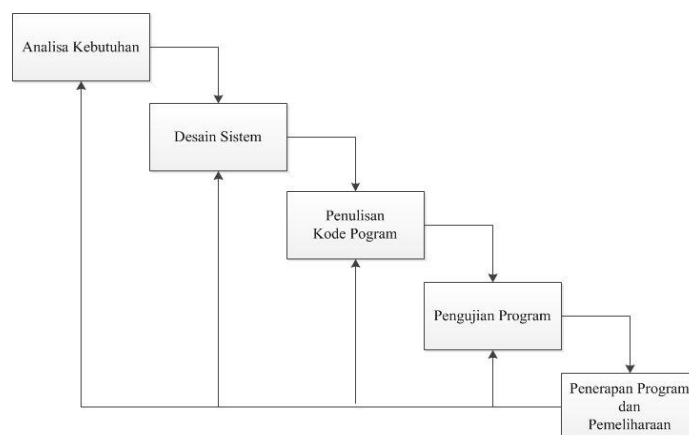 Analisa Kebutuhan
Desain Sistem
Penulisan
Kode Pogram
Pengujian Program
Penerapan Program
dan
Pemeliharaan